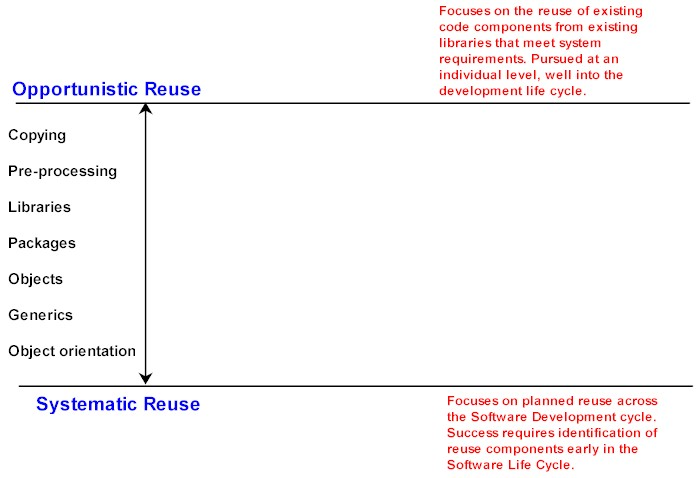 Focuses on the reuse of existing
code components from existing
libraries that meet system
requirements. Pursued at an
individual level, well into the
development life cycle.
Opportunistic Reuse
Copying
Pre-processing
Libraries
Packages
Objects
Generics
Object orientation
Systematic Reuse
Focuses on planned reuse across
the Software Development cycle.
Success requires identification of
reuse components early in the
Software Life Cycle.